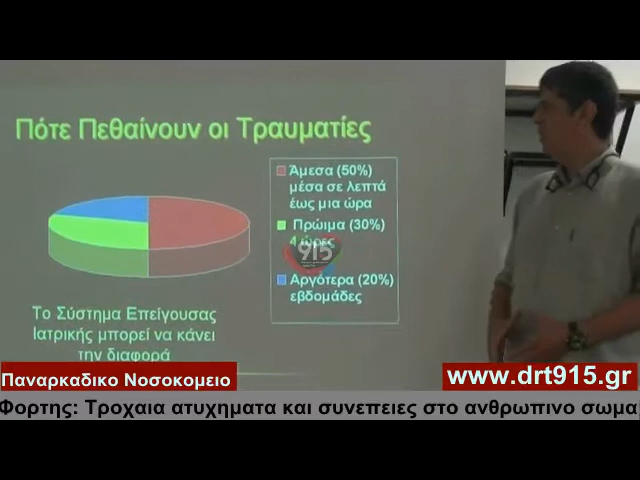 Πότε Πεθαίνουν οι Τραυματίες
Άμεσα (50%)
μέσα σε λεπτά
έως μια ώρα
Πρώιμα (30%)
4 ώρες
Αργότερα (20%)
εβδομάδες
915
Το Σύστημα Επείγουσας
Ιατρικής μπορεί να κάνει
την διαφορά
Παναρκαδικο Νοσοκομειο
www.drt915.gr
Φορτης: Τροχαια ατυχηματα και συνεπειες στο ανθρωπινο σωμα